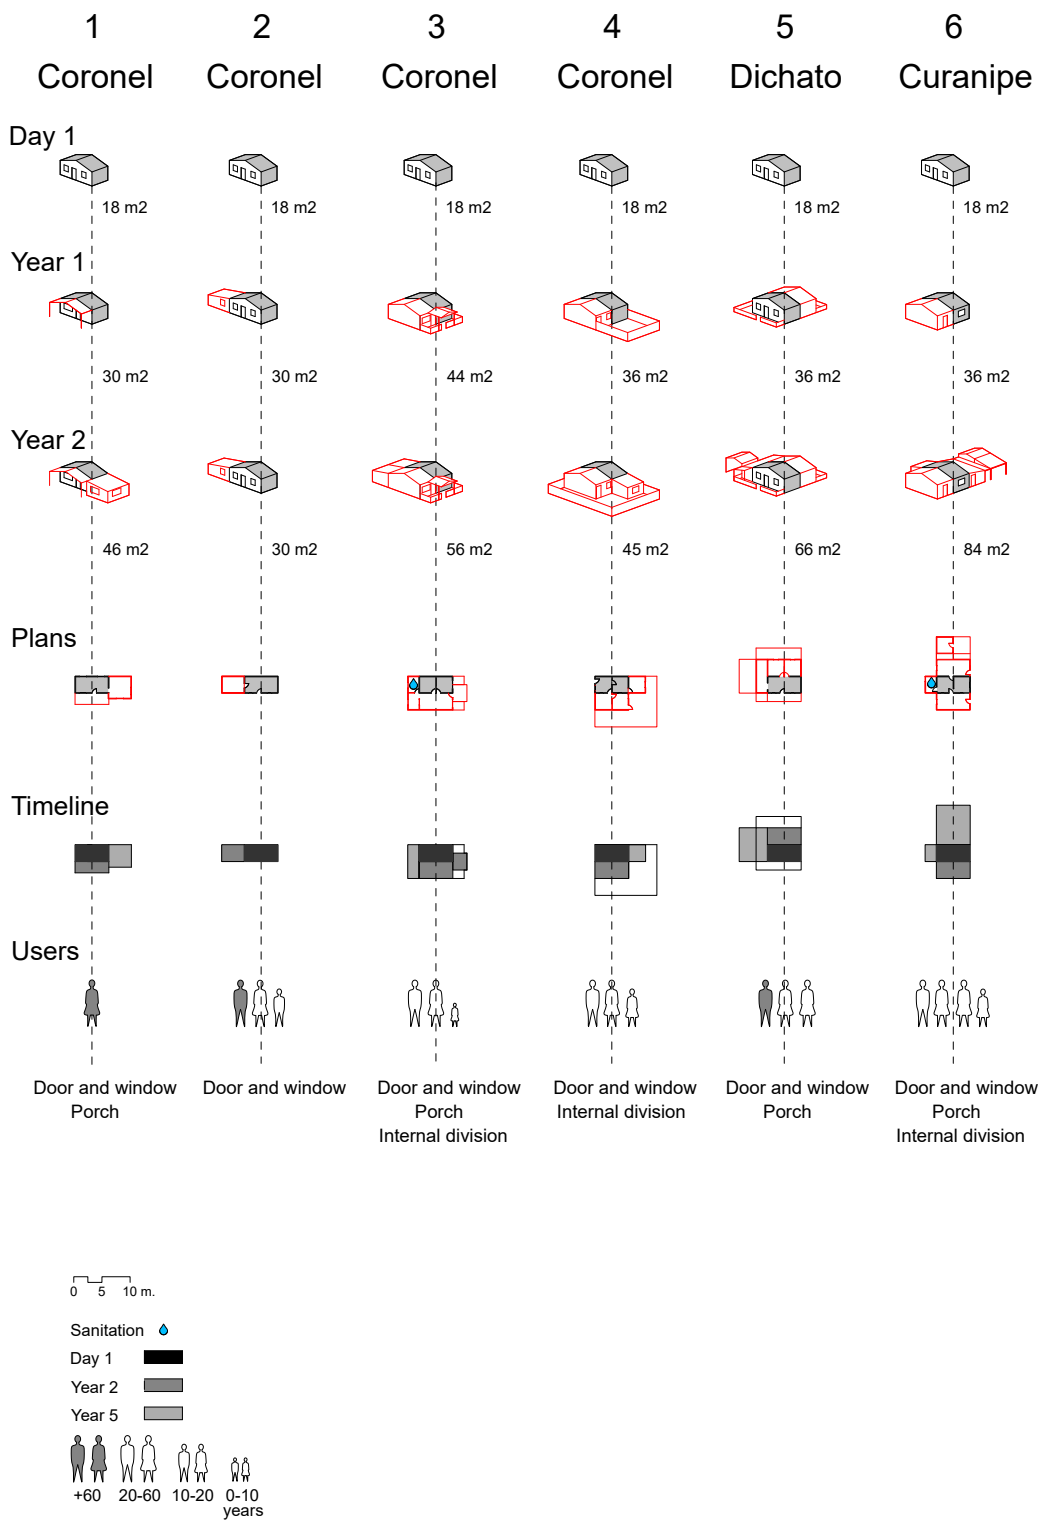 1 2 3 4 5 6
Coronel Coronel Coronel Coronel Dichato Curanipe
Day 1
18 m2 18 m2 18 m2 18 m2 18 m2 18 m2
Year 1
30 m2 30 m2 44 m2 36 m2 36 m2 36 m2
Year 2
46 m2 30 m2 56 m2 45 m2 66 m2 84 m2
Plans
Timeline
Users
Door and window Door and window Door and window Door and window Door and window Door and window
Porch Porch Internal division Porch Porch
Internal division Internal division
0 5 10 m.
Sanitation
Day 1
Year 2
Year 5
+60 20-60 10-20 0-10
years